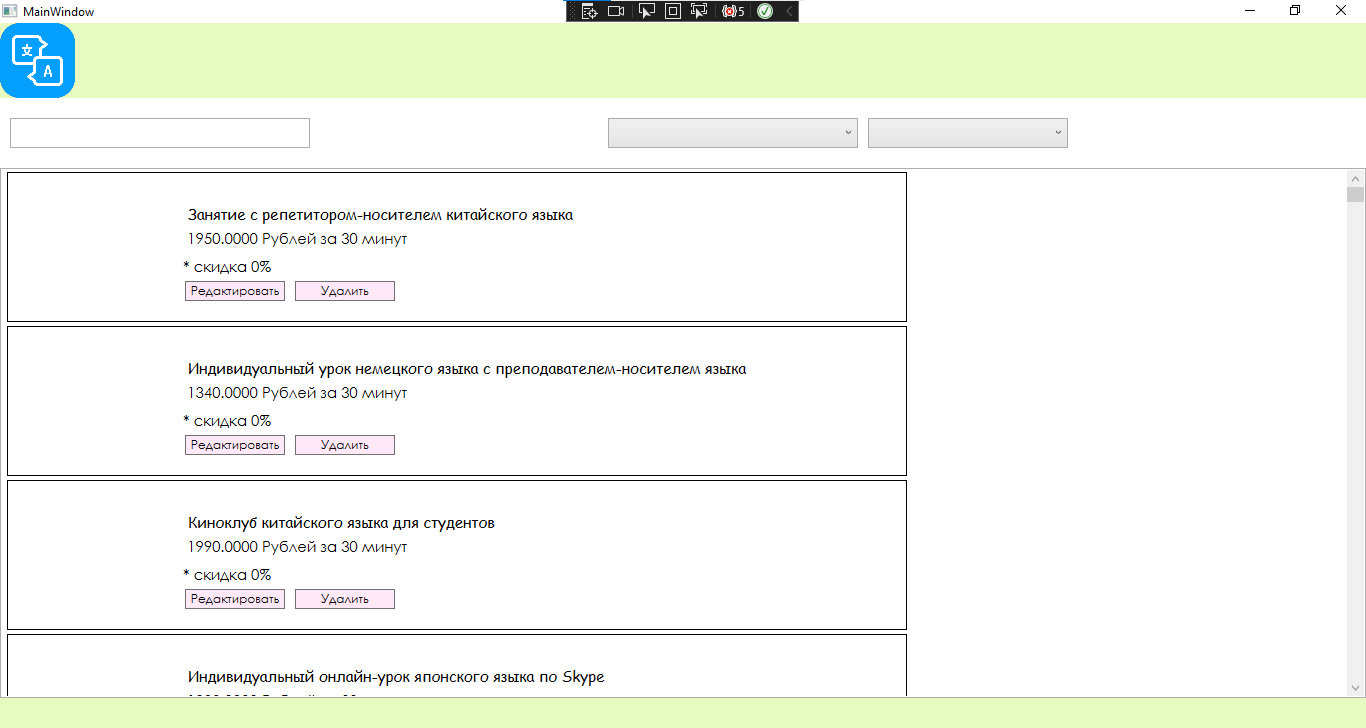 MainWindow
5
文
A
Занятие с репетитором-носителем китайского языка
1950.0000 Рублей за 30 минут
* скидка 0%
Редактировать Удалить
Индивидуальный урок немецкого языка с преподавателем-носителем языка
1340.0000 Рублей за 30 минут
* скидка 0%
Редактировать Удалить
Киноклуб китайского языка для студентов
1990.0000 Рублей за 30 минут
* скидка 0%
Редактировать Удалить
Индивидуальный онлайн-урок японского языка по Skype